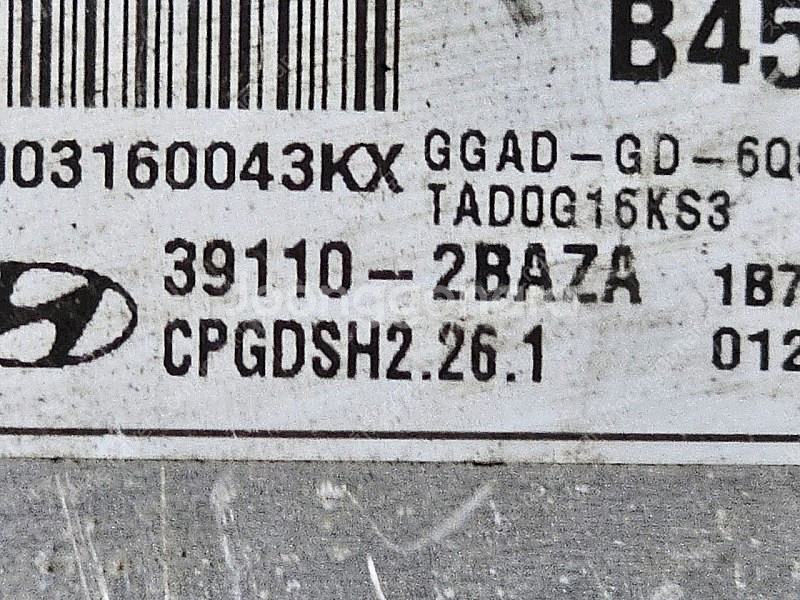 B45
003160043KX GGAD-GD-6Q
TAD0G16KS3
39110-2BAZA 1B7
CPGDSH2.26.1 012